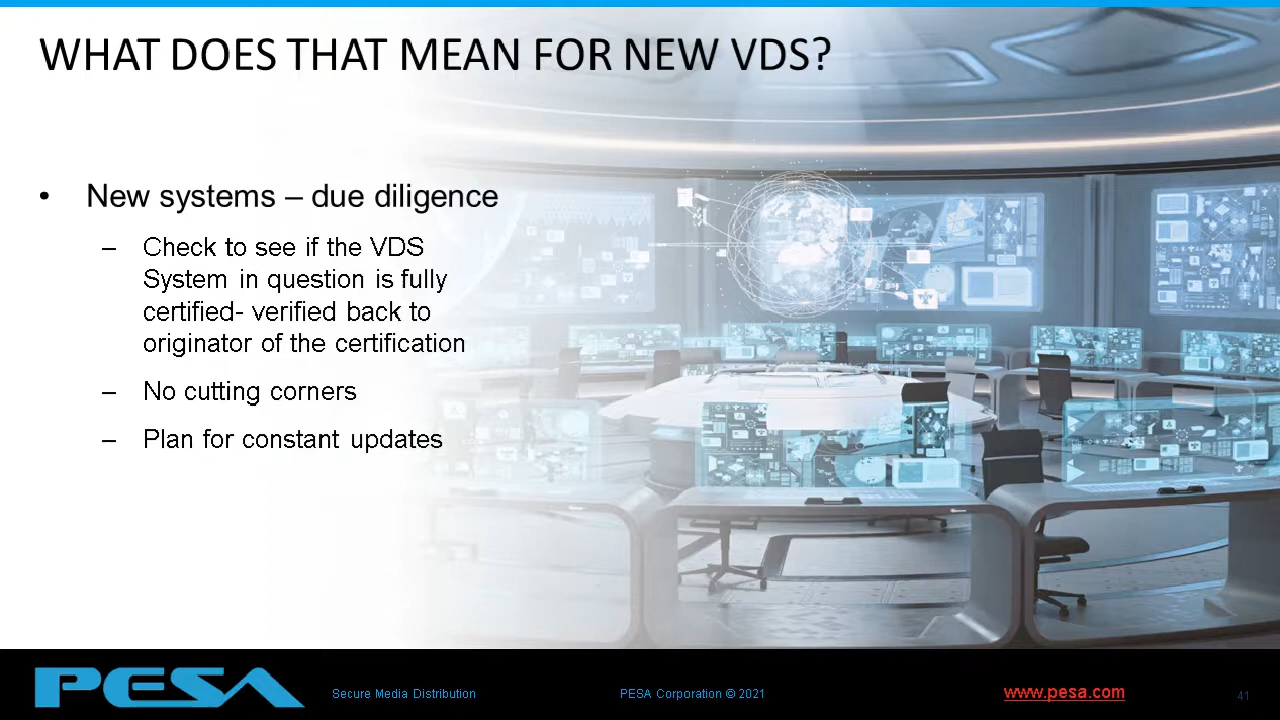 WHAT DOES THAT MEAN FOR NEW VDS?
• New systems – due diligence
– Check to see if the VDS
System in question is fully
certified- verified back to
originator of the certification
– No cutting corners
– Plan for constant updates
PESA
Secure Media Distribution
PESA Corporation © 2021
www.pesa.com
41